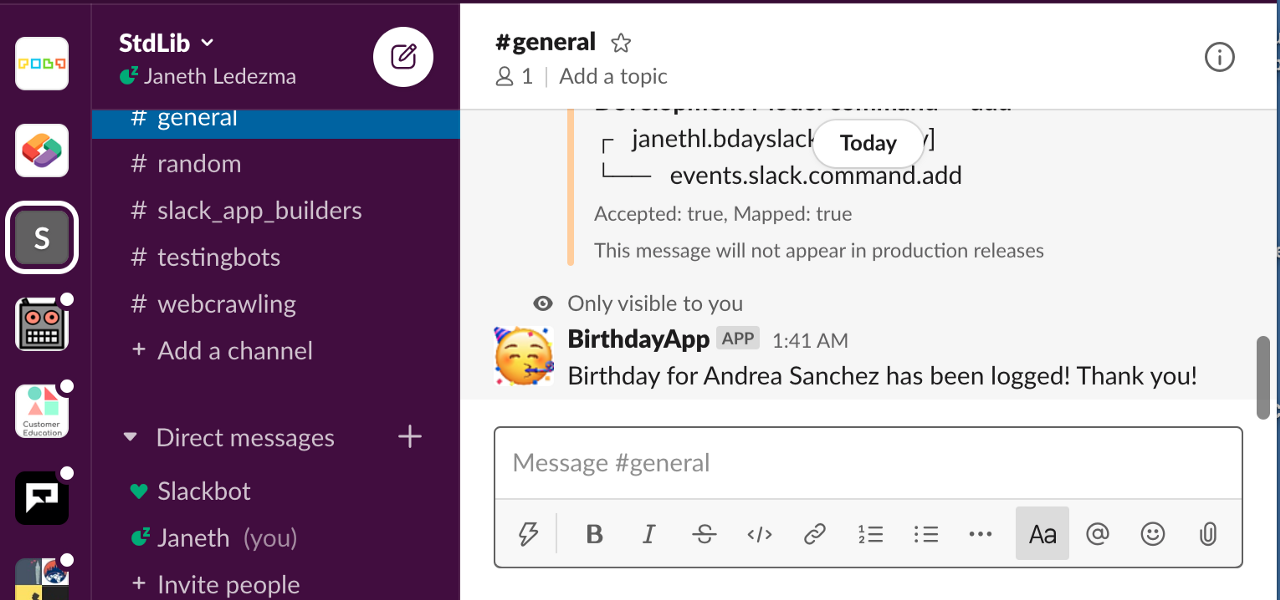 StdLib
Janeth Ledezma
# general
# random
# slack_app_builders
# testingbots
# webcrawling
+ Add a channel
Direct messages
Slackbot
Janeth (you)
+ Invite people
S
Customer
Education
#general
1 | Add a topic
Today
janethl.bdayslack
events.slack.command.add
Accepted: true, Mapped: true
This message will not appear in production releases
Only visible to you
BirthdayApp APP 1:41 AM
Birthday for Andrea Sanchez has been logged! Thank you!
Message #general
B I S </> Aa @